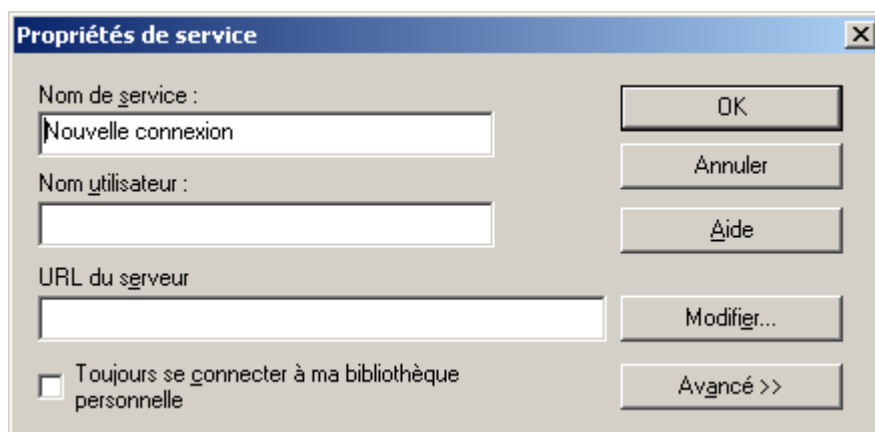 Propriétés de service
Nom de service :
Nouvelle connexion
OK
Annuler
Nom utilisateur :
Aide
URL du serveur
Modifier...
Toujours se connecter à ma bibliothèque
personnelle
Avancé >>